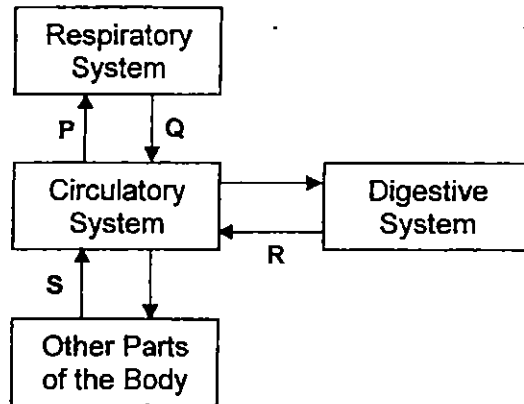 Respiratory
System
P
Q
Circulatory
System
Digestive
System
R
S
Other Parts
of the Body